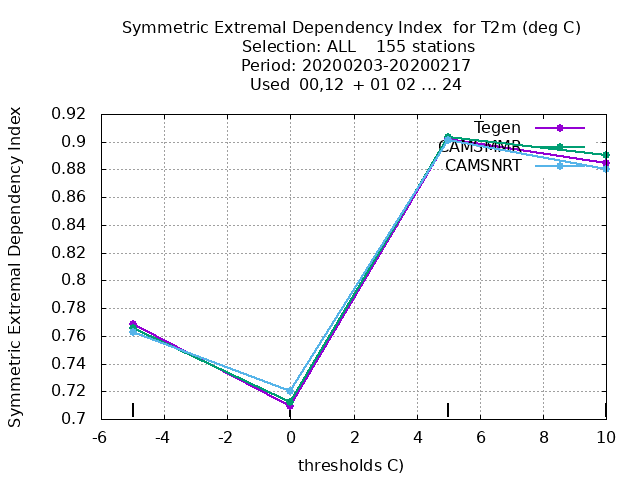 Symmetric Extremal Dependency Index  for T2m (deg C)
Selection: ALL    155 stations
Period: 20200203-20200217
Used  00,12  + 01 02 ... 24
Symmetric Extremal Dependency Index
0.92
0.9
0.88
0.86
0.84
0.82
0.8
0.78
0.76
0.74
0.72
0.7
Tegen
CAMSMMR
CAMSNRT
-6 -4 -2 0 2 4 6 8 10
thresholds C)